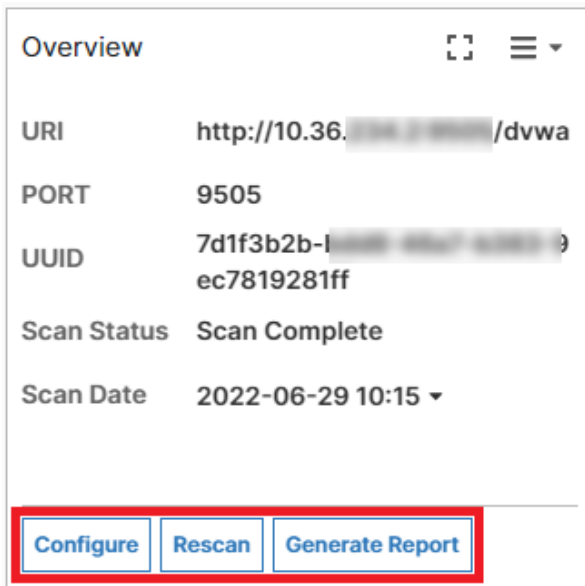 Overview
URI http://10.36. /dvwa
PORT 9505
UUID 7d1f3b2b- 9
ec7819281ff
Scan Status Scan Complete
Scan Date 2022-06-29 10:15
Configure Rescan Generate Report